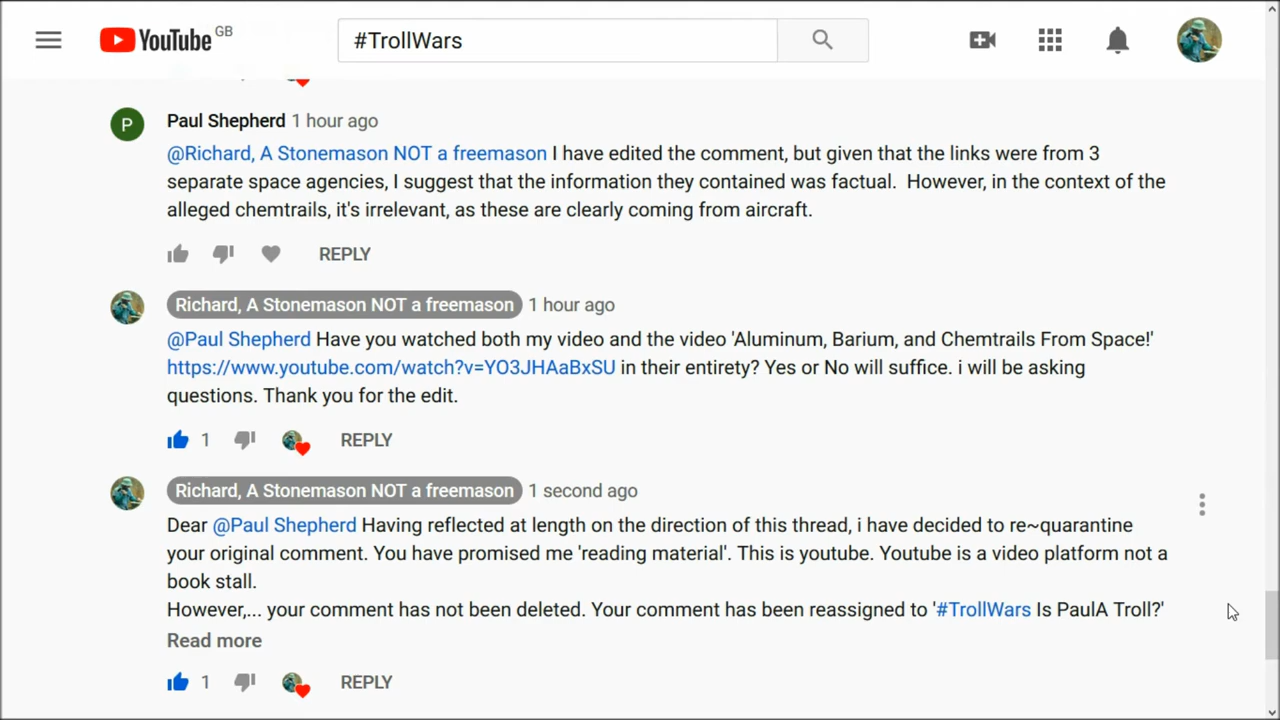 YouTube GB
#TrollWars
P
Paul Shepherd 1 hour ago
@Richard, A Stonemason NOT a freemason I have edited the comment, but given that the links were from 3
separate space agencies, I suggest that the information they contained was factual. However, in the context of the
alleged chemtrails, it's irrelevant, as these are clearly coming from aircraft.
REPLY
Richard, A Stonemason NOT a freemason 1 hour ago
@Paul Shepherd Have you watched both my video and the video 'Aluminum, Barium, and Chemtrails From Space!'
https://www.youtube.com/watch?v=YO3JHAaBxSU in their entirety? Yes or No will suffice. i will be asking
questions. Thank you for the edit.
1 REPLY
Richard, A Stonemason NOT a freemason 1 second ago
Dear @Paul Shepherd Having reflected at length on the direction of this thread, i have decided to re~quarantine
your original comment. You have promised me 'reading material'. This is youtube. Youtube is a video platform not a
book stall.
However,... your comment has not been deleted. Your comment has been reassigned to '#TrollWars Is PaulA Troll?'
Read more
1 REPLY